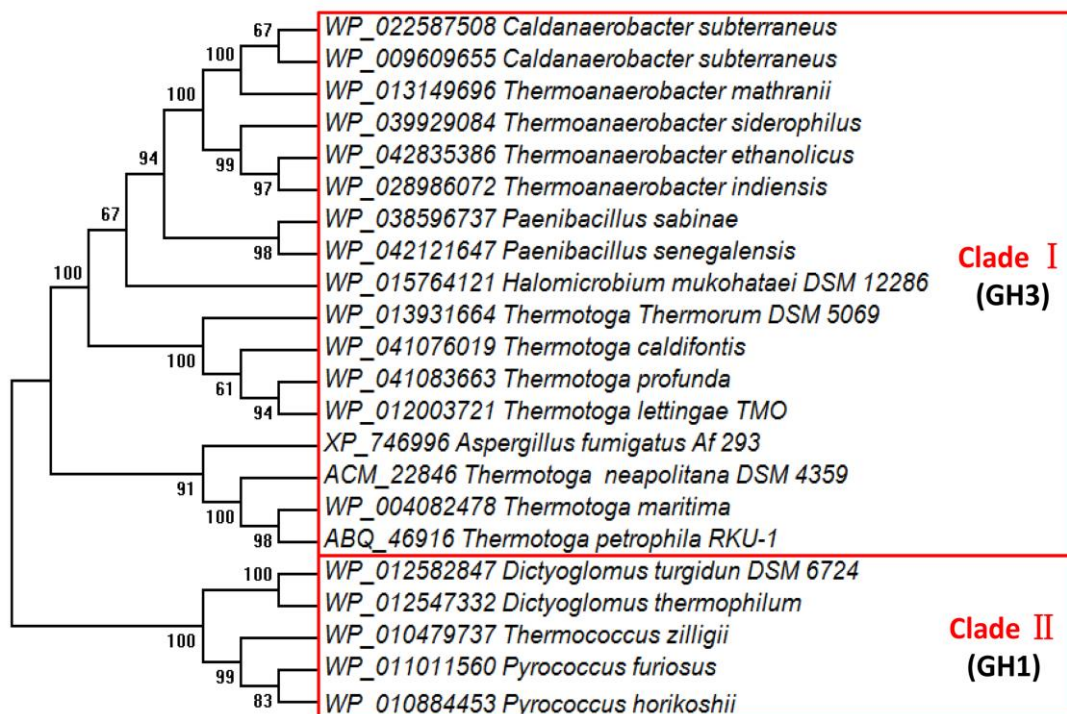 67
WP_022587508 Caldanaerobacter subterraneus
100
WP_009609655 Caldanaerobacter subterraneus
100
WP_013149696 Thermoanaerobacter mathranii
WP_039929084 Thermoanaerobacter siderophilus
94
99
WP_042835386 Thermoanaerobacter ethanolicus
97
WP_028986072 Thermoanaerobacter indiensis
67
WP_038596737 Paenibacillus sabinae
98
WP_042121647 Paenibacillus senegalensis
Clade I
100
WP_015764121 Halomicrobium mukohataei DSM 12286
(GH3)
WP_013931664 Thermotoga Thermorum DSM 5069
100
WP_041076019 Thermotoga caldifontis
61
WP_041083663 Thermotoga profunda
94
WP_012003721 Thermotoga lettingae TMO
XP_746996 Aspergillus fumigatus Af 293
91
ACM_22846 Thermotoga neapolitana DSM 4359
100
WP_004082478 Thermotoga maritima
98
ABQ_46916 Thermotoga petrophila RKU-1
100
WP_012582847 Dictyoglomus turgidun DSM 6724
WP_012547332 Dictyoglomus thermophilum
100
WP_010479737 Thermococcus zilligii
Clade II
99
WP_011011560 Pyrococcus furiosus
(GH1)
83
WP_010884453 Pyrococcus horikoshii